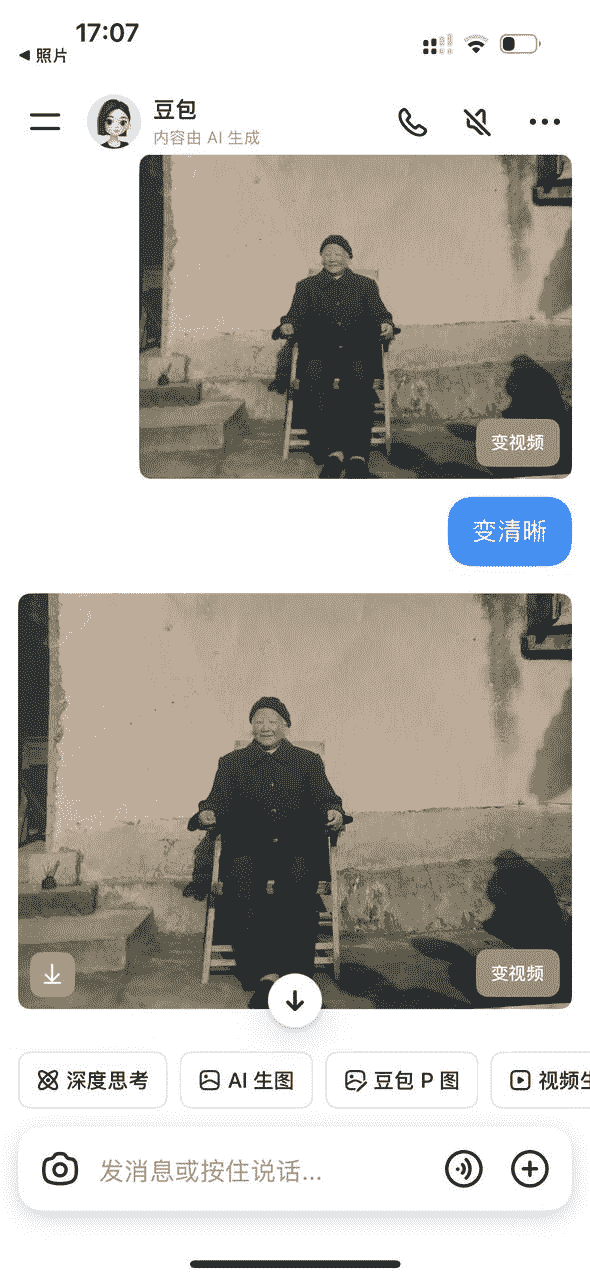 17:07
◀ 照片
豆包
内容由 AI 生成
变视频
变清晰
变视频
深度思考
AI 生图
豆包 P 图
视频生
发消息或按住说话...